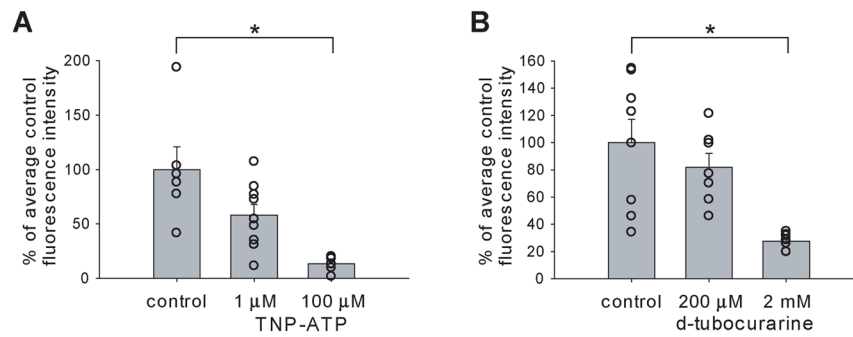 A
*
% of average control
fluorescence intensity
200
150
100
50
0
control 1 µM 100 µM
TNP-ATP
B
*
% of average control
fluorescence intensity
160
140
120
100
80
60
40
20
0
control 200 µM 2 mM
d-tubocurarine